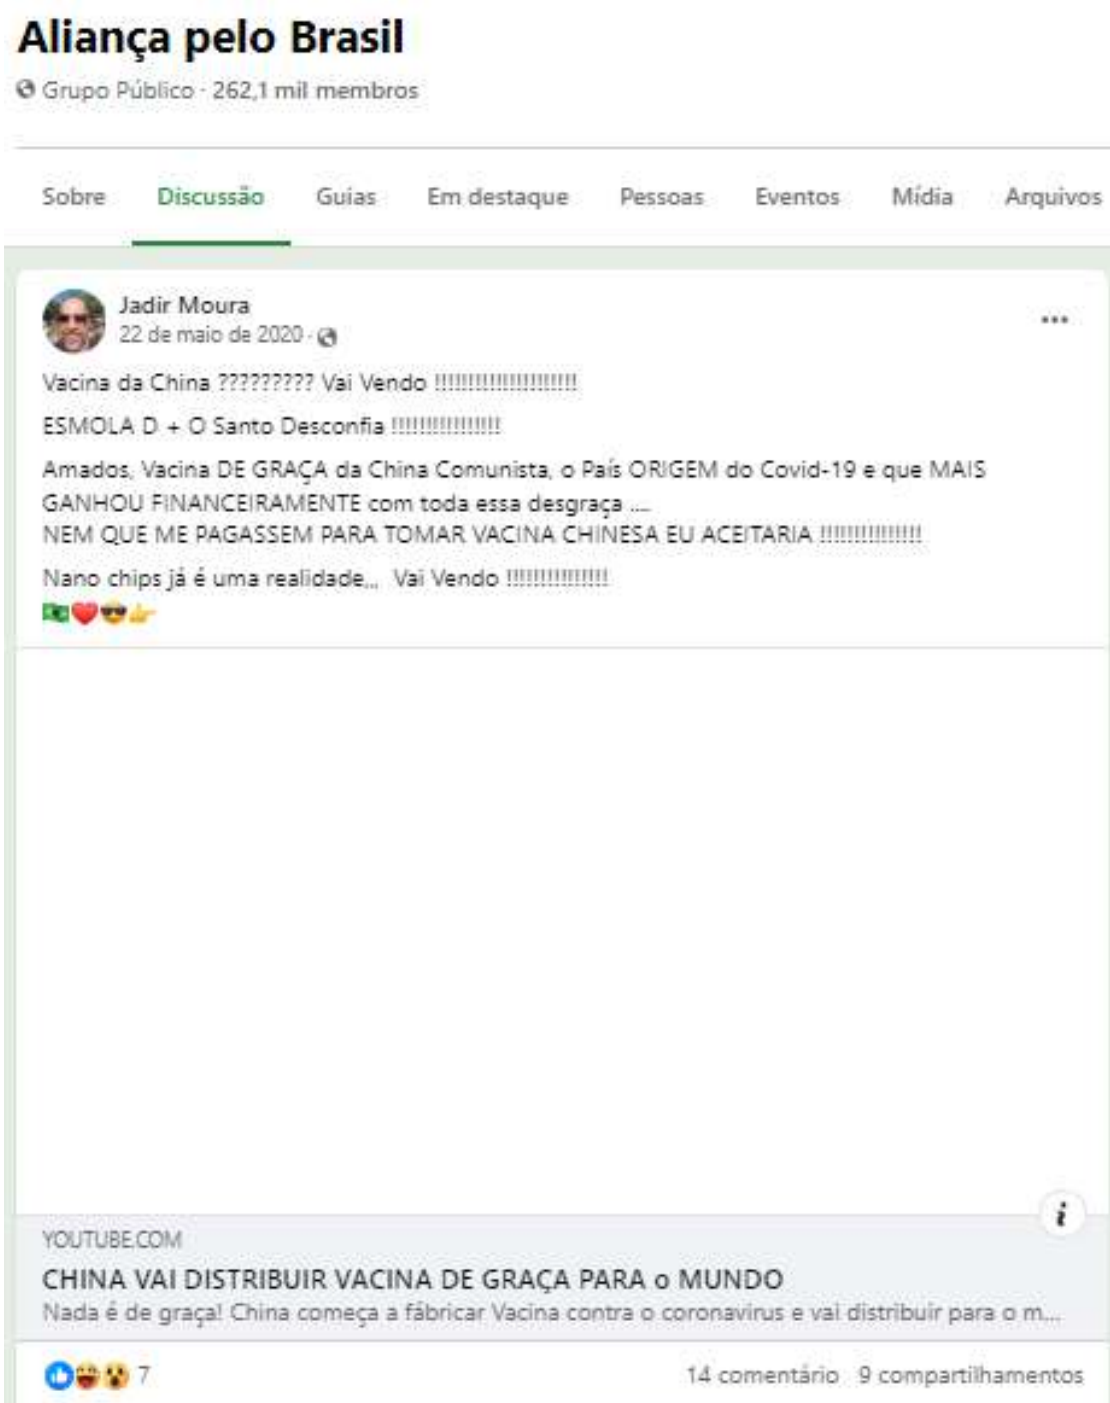 Aliança pelo Brasil
Grupo Público · 262,1 mil membros
Sobre Discussão Guias Em destaque Pessoas Eventos Mídia Arquivos
Jadir Moura
22 de maio de 2020 ·
Vacina da China ????????? Vai Vendo !!!!!!!!!!!!!!!!!!!!!
ESMOLA D + O Santo Desconfia !!!!!!!!!!!!!!!!
Amados, Vacina DE GRAÇA da China Comunista, o País ORIGEM do Covid-19 e que MAIS
GANHOU FINANCEIRAMENTE com toda essa desgraça ....
NEM QUE ME PAGASSEM PARA TOMAR VACINA CHINESA EU ACEITARIA !!!!!!!!!!!!!!!
Nano chips já é uma realidade... Vai Vendo !!!!!!!!!!!!!!!
YOUTUBE.COM
CHINA VAI DISTRIBUIR VACINA DE GRAÇA PARA o MUNDO
Nada é de graça! China começa a fábricar Vacina contra o coronavirus e vai distribuir para o m...
7
14 comentário 9 compartilhamentos